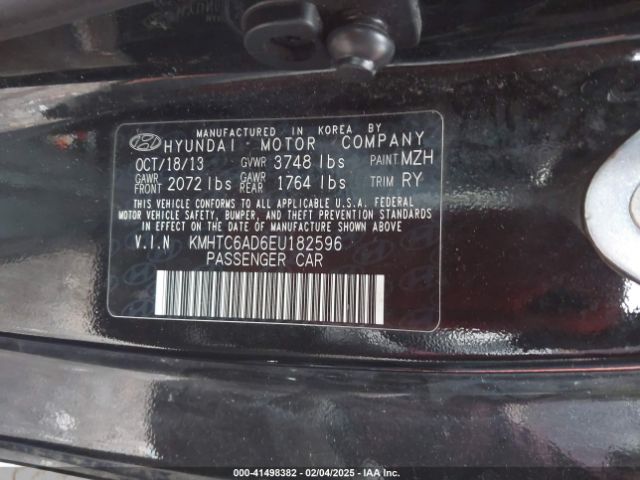 MANUFACTURED IN KOREA BY
HYUNDAI MOTOR COMPANY
OCT/18/13 GVWR 3748 lbs PAINT MZH
GAWR FRONT 2072 lbs GAWR REAR 1764 lbs TRIM RY
THIS VEHICLE CONFORMS TO ALL APPLICABLE U.S.A. FEDERAL
MOTOR VEHICLE SAFETY, BUMPER, AND THEFT PREVENTION STANDARDS
IN EFFECT ON THE DATE OF MANUFACTURE SHOWN ABOVE.
V.I.N KMHTC6AD6EU182596
PASSENGER CAR
000-41498382 - 02/04/2025 - IAA Inc.